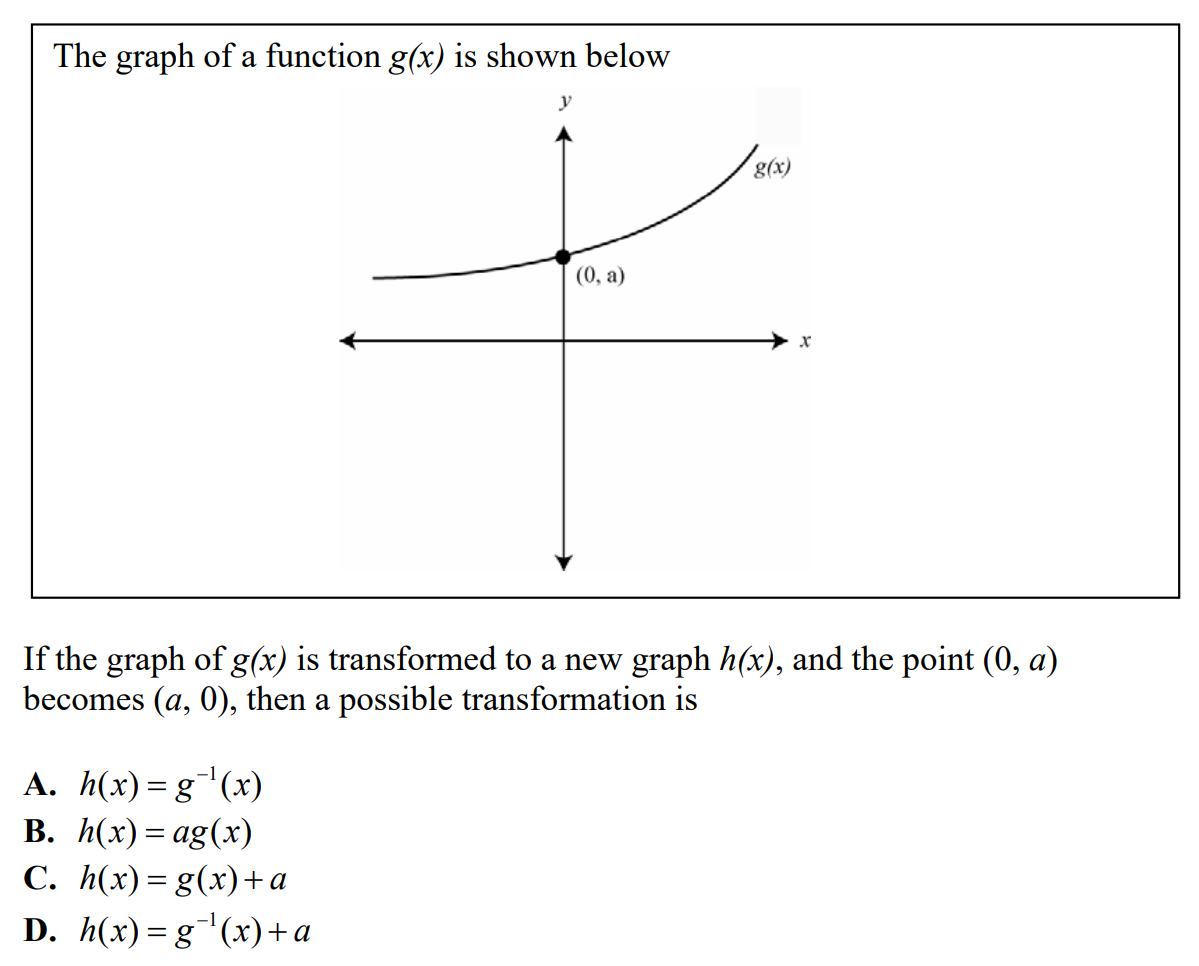 The graph of a function g(x) is shown below
y
g(x)
(0, a)
x
If the graph of g(x) is transformed to a new graph h(x), and the point (0, a)
becomes (a, 0), then a possible transformation is
A. h(x) = g⁻¹(x)
B. h(x) = ag(x)
C. h(x) = g(x) + a
D. h(x) = g⁻¹(x) + a